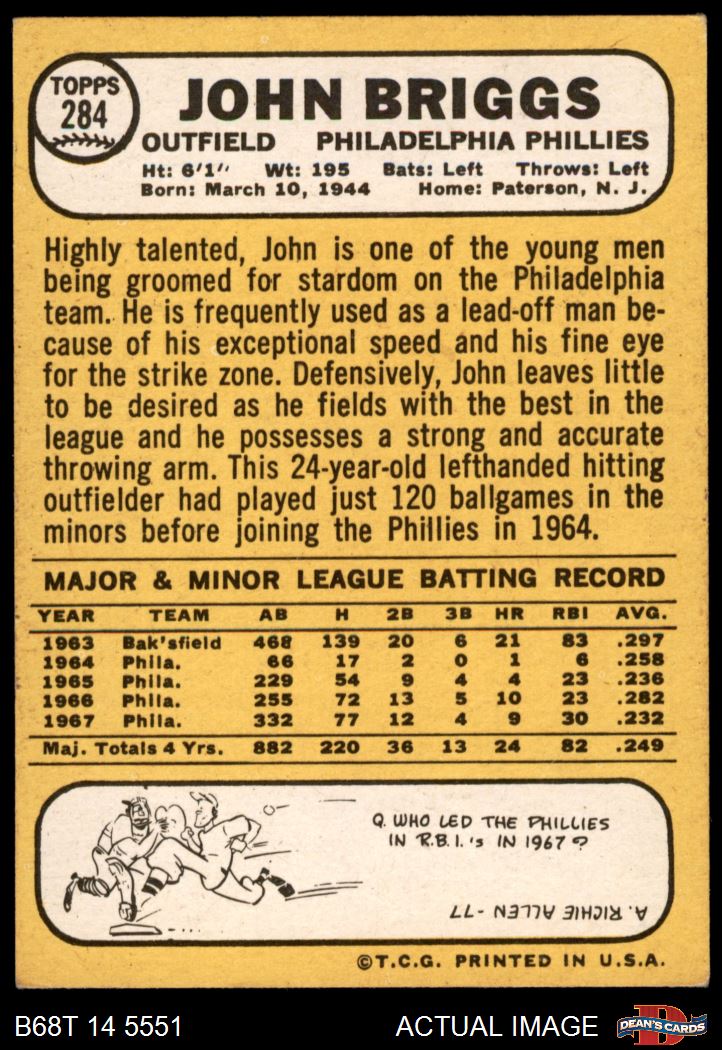 TOPPS
284
JOHN BRIGGS
OUTFIELD PHILADELPHIA PHILLIES
Ht: 6'1" Wt: 195 Bats: Left Throws: Left
Born: March 10, 1944 Home: Paterson, N. J.
Highly talented, John is one of the young men
being groomed for stardom on the Philadelphia
team. He is frequently used as a lead-off man be-
cause of his exceptional speed and his fine eye
for the strike zone. Defensively, John leaves little
to be desired as he fields with the best in the
league and he possesses a strong and accurate
throwing arm. This 24-year-old lefthanded hitting
outfielder had played just 120 ballgames in the
minors before joining the Phillies in 1964.
MAJOR & MINOR LEAGUE BATTING RECORD
YEAR TEAM AB H 2B 3B HR RBI AVG.
1963 Bak'sfield 468 139 20 6 21 83 .297
1964 Phila. 66 17 2 0 1 6 .258
1965 Phila. 229 54 9 4 4 23 .236
1966 Phila. 255 72 13 5 10 23 .282
1967 Phila. 332 77 12 4 9 30 .232
Maj. Totals 4 Yrs. 882 220 36 13 24 82 .249
Q. WHO LED THE PHILLIES
IN R.B.I.'s IN 1967?
A. RICHIE ALLEN -77
©T.C.G. PRINTED IN U.S.A.
B68T 14 5551 ACTUAL IMAGE D DEAN'S CARDS